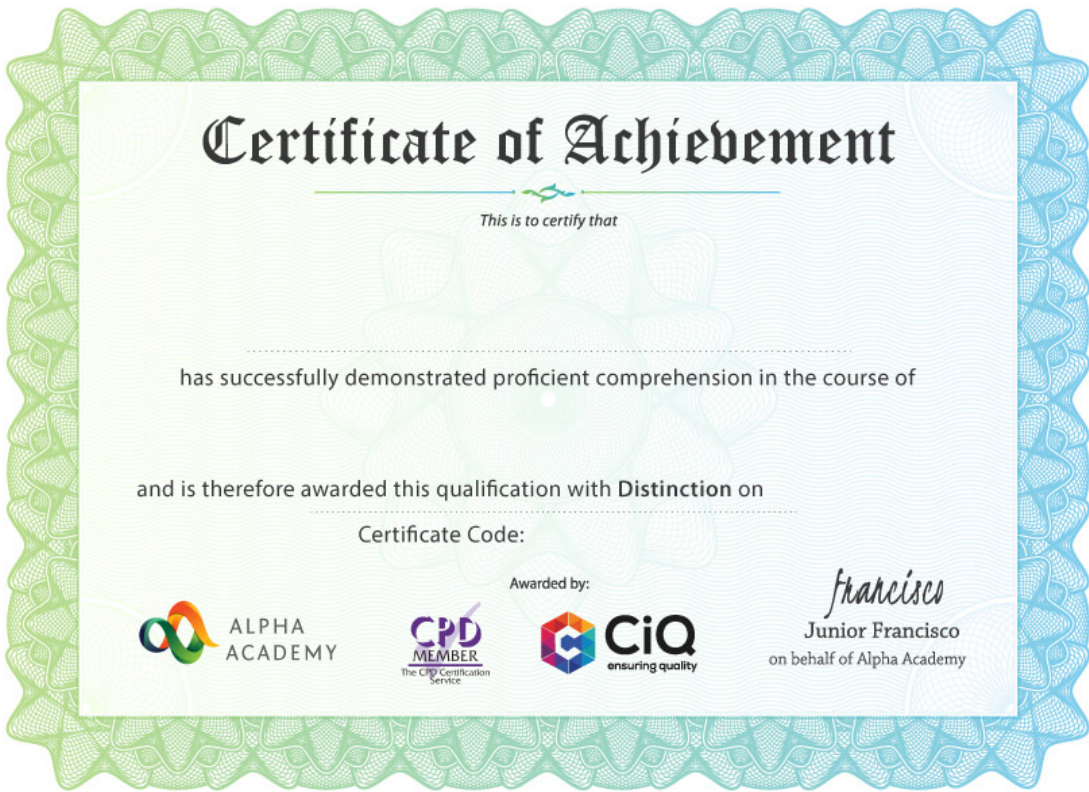 Certificate of Achievement
This is to certify that
has successfully demonstrated proficient comprehension in the course of
and is therefore awarded this qualification with Distinction on
Certificate Code:
Awarded by:
ALPHA
ACADEMY
CPD
MEMBER
The CPD Certification
Service
CiQ
ensuring quality
francisco
Junior Francisco
on behalf of Alpha Academy